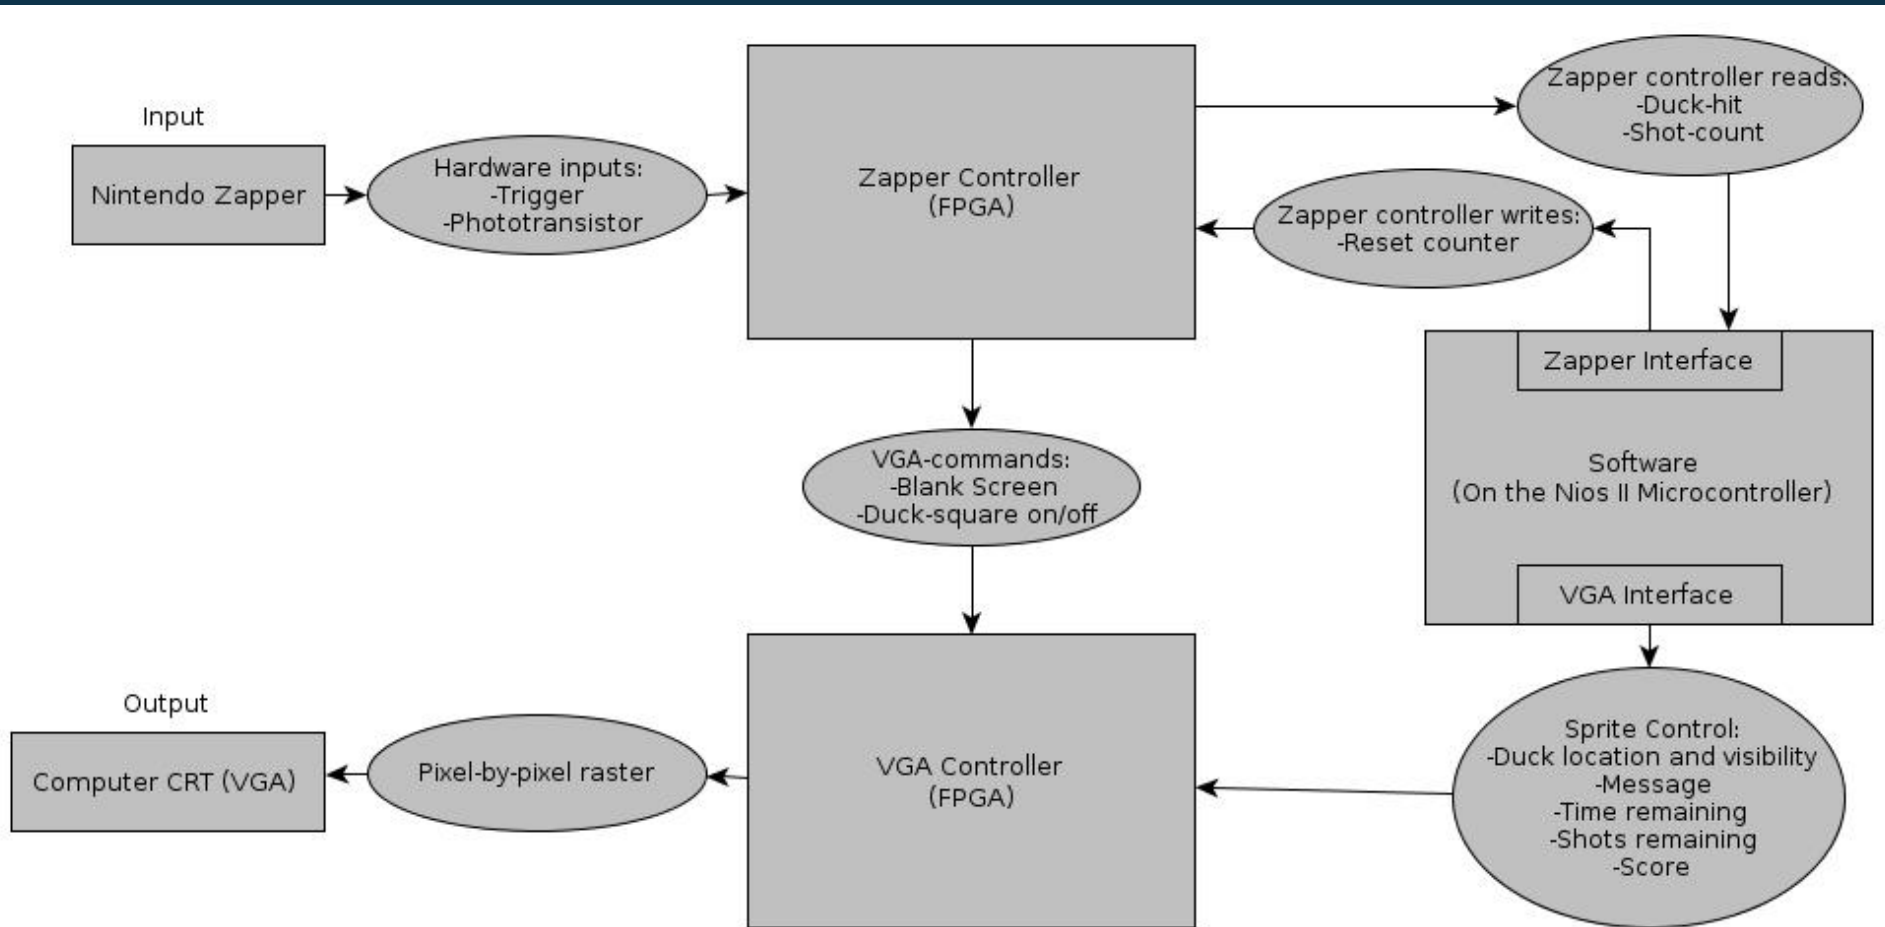 Input
Nintendo Zapper
Hardware inputs:
-Trigger
-Phototransistor
Zapper Controller
(FPGA)
Zapper controller reads:
-Duck-hit
-Shot-count
Zapper controller writes:
-Reset counter
Zapper Interface
Software
(On the Nios II Microcontroller)
VGA Interface
VGA-commands:
-Blank Screen
-Duck-square on/off
Output
Computer CRT (VGA)
Pixel-by-pixel raster
VGA Controller
(FPGA)
Sprite Control:
-Duck location and visibility
-Message
-Time remaining
-Shots remaining
-Score